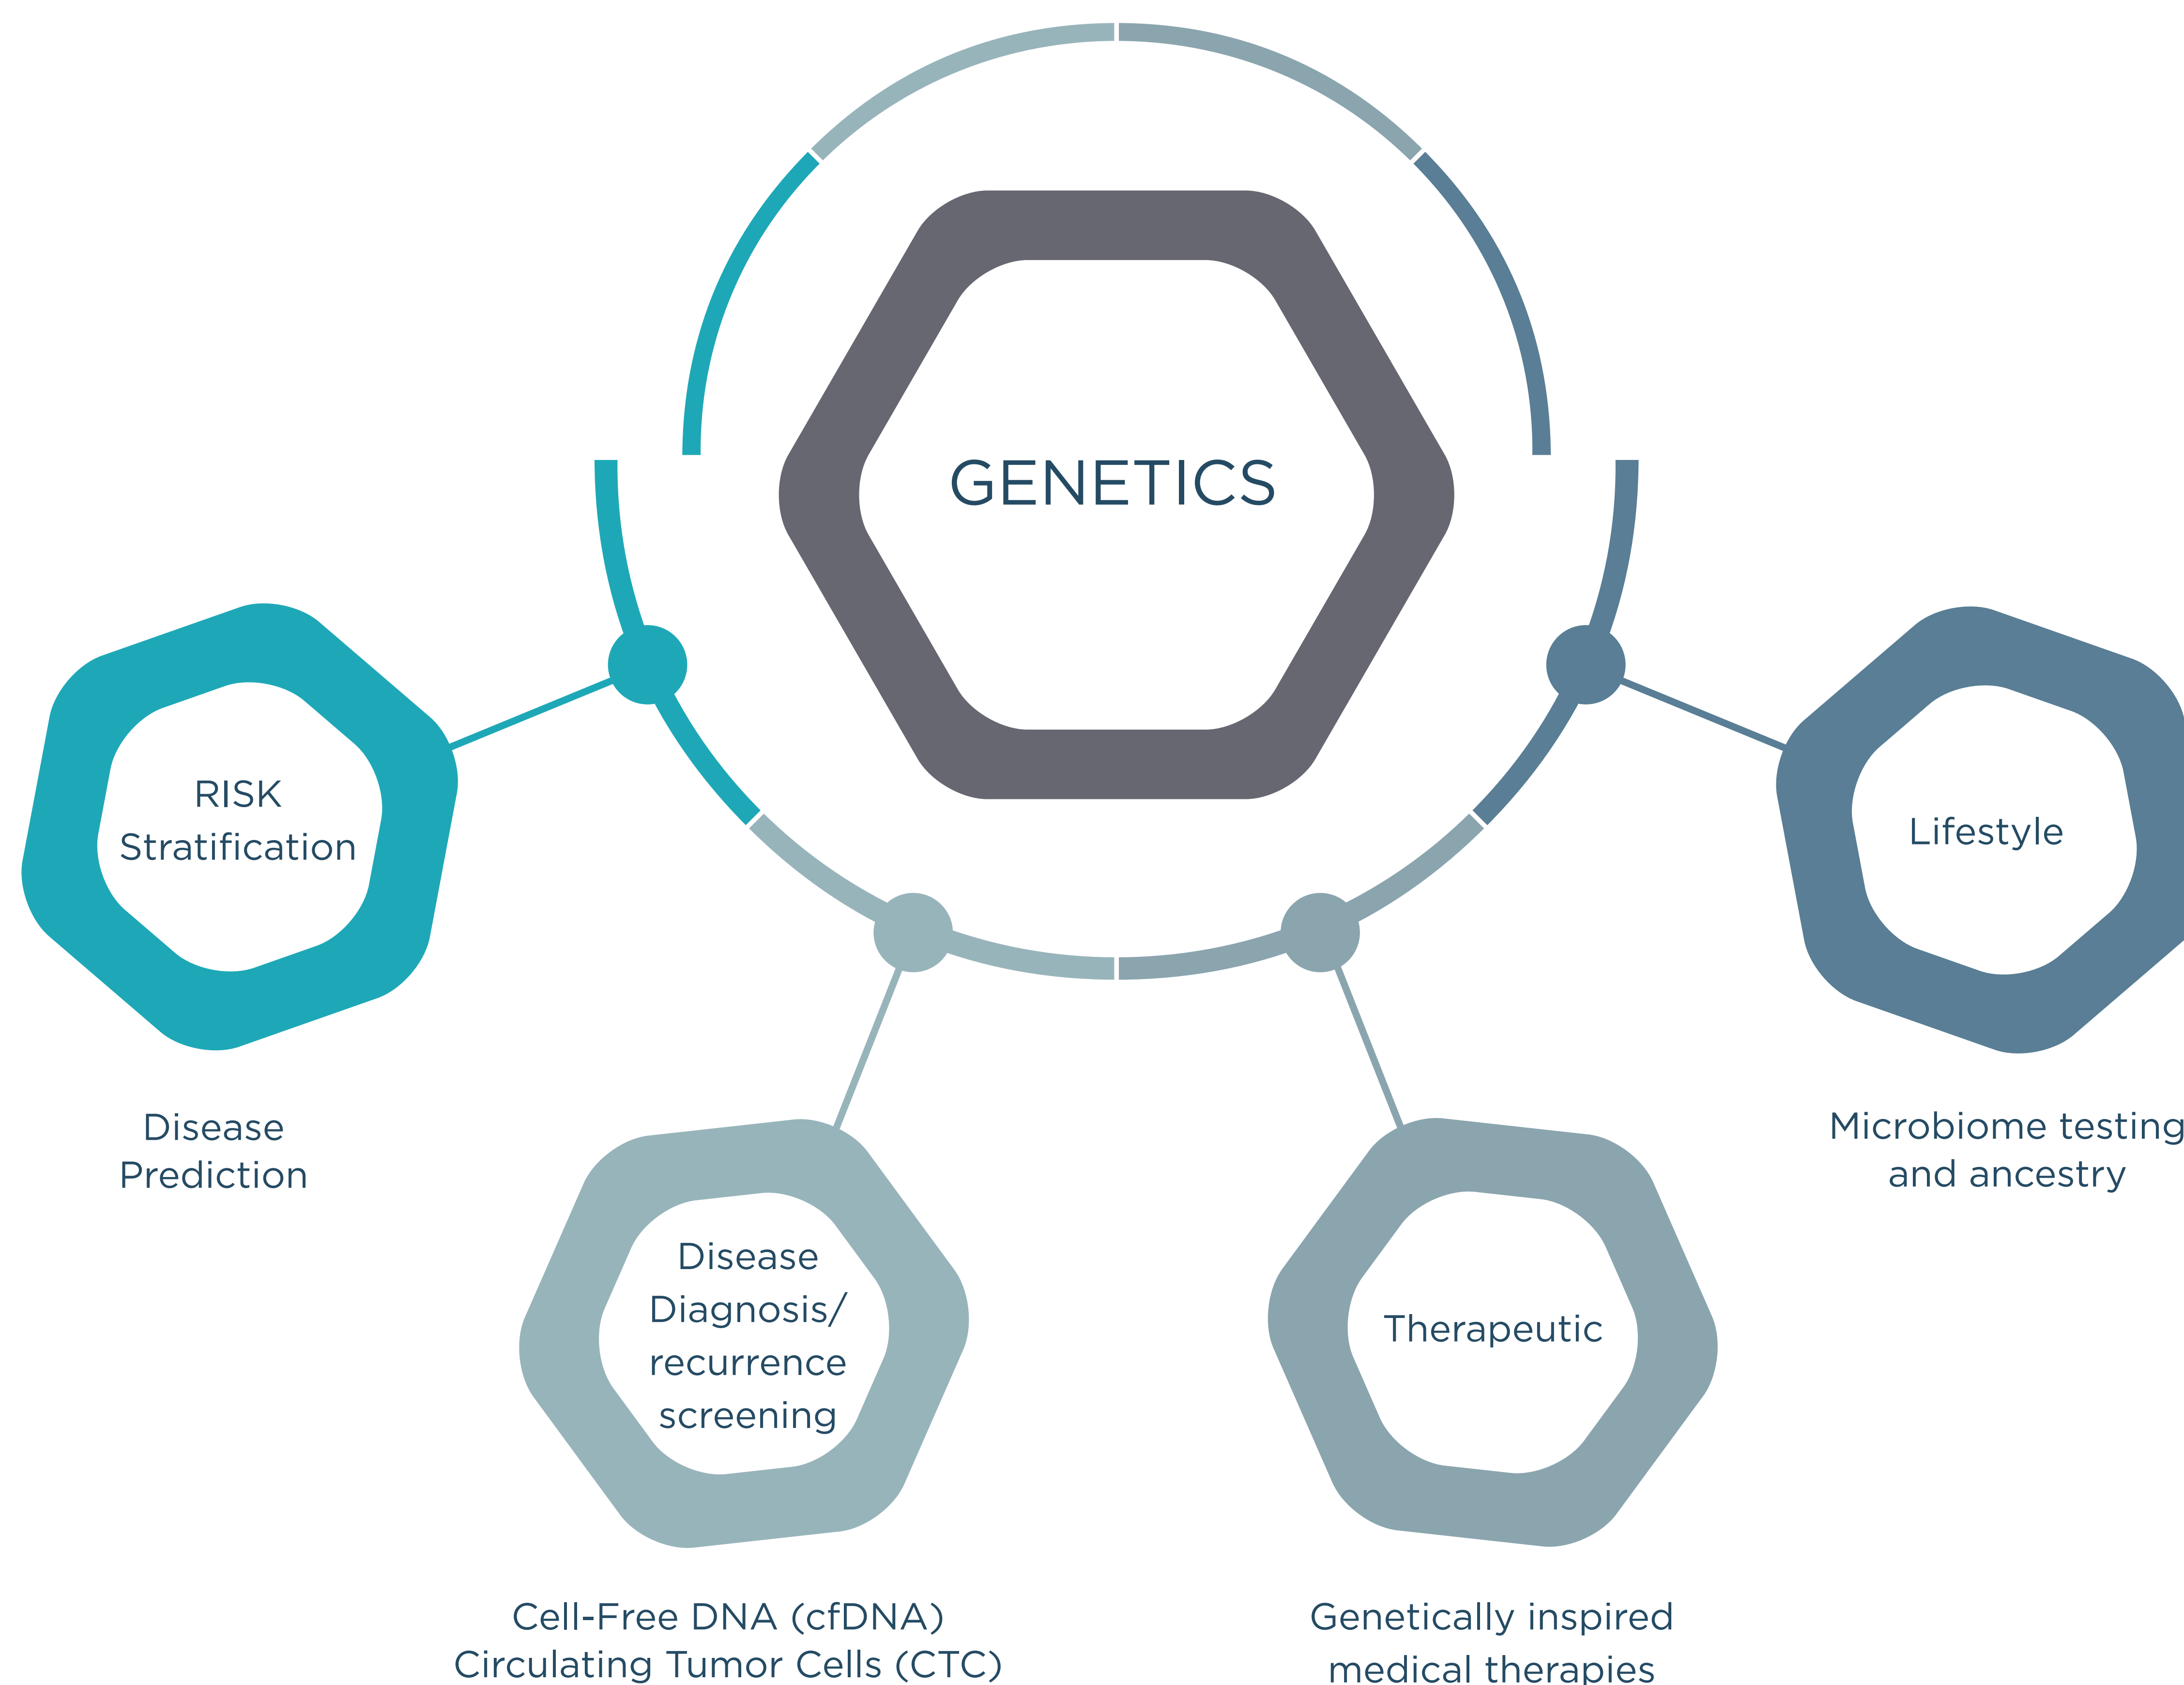 GENETICS
RISK
Stratification
Disease
Prediction
Disease
Diagnosis/
recurrence
screening
Cell-Free DNA (cfDNA)
Circulating Tumor Cells (CTC)
Therapeutic
Genetically inspired
medical therapies
Lifestyle
Microbiome testing
and ancestry